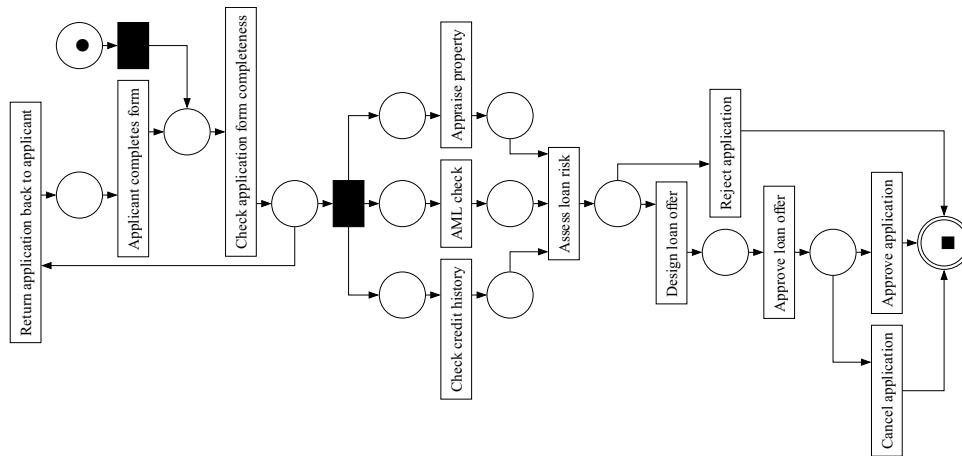 Return application back to applicant
Applicant completes form
Check application form completeness
Appraise property
AML check
Check credit history
Assess loan risk
Reject application
Design loan offer
Approve loan offer
Approve application
Cancel application